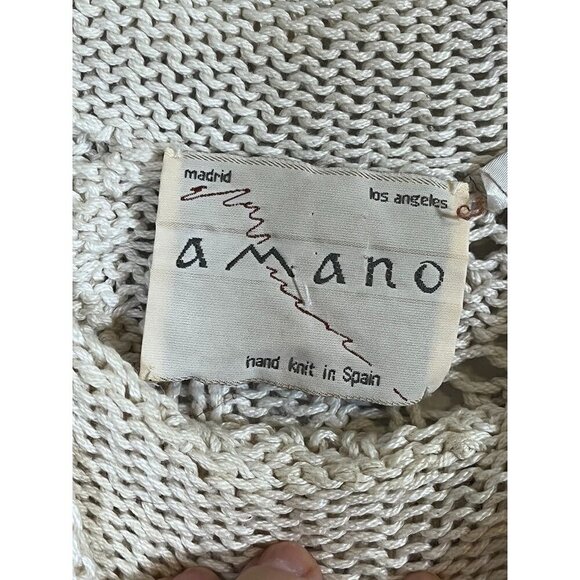 madrid los angeles
amano
hand knit in Spain